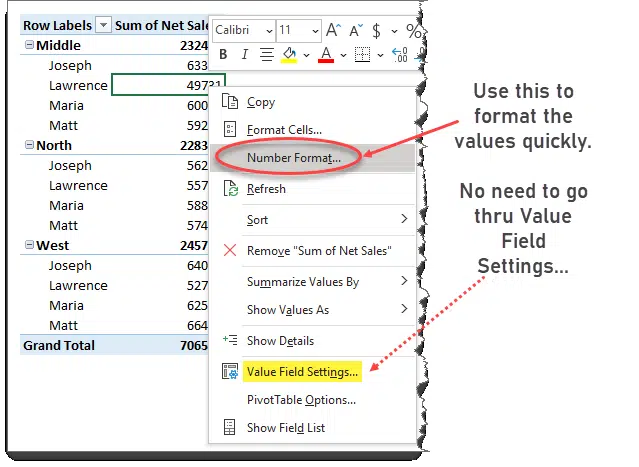 Row Labels Sum of Net Sale
Calibri 11 A A $ %
B I A
Middle 2324
Joseph 633
Lawrence 49731
Maria 600
Matt 592
North 2283
Joseph 562
Lawrence 557
Maria 588
Matt 574
West 2457
Joseph 640
Lawrence 527
Maria 625
Matt 664
Grand Total 7065
Copy
Format Cells...
Number Format...
Refresh
Sort
Remove "Sum of Net Sales"
Summarize Values By
Show Values As
Show Details
Value Field Settings...
PivotTable Options...
Show Field List
Use this to
format the
values quickly.
No need to go
thru Value
Field
Settings...